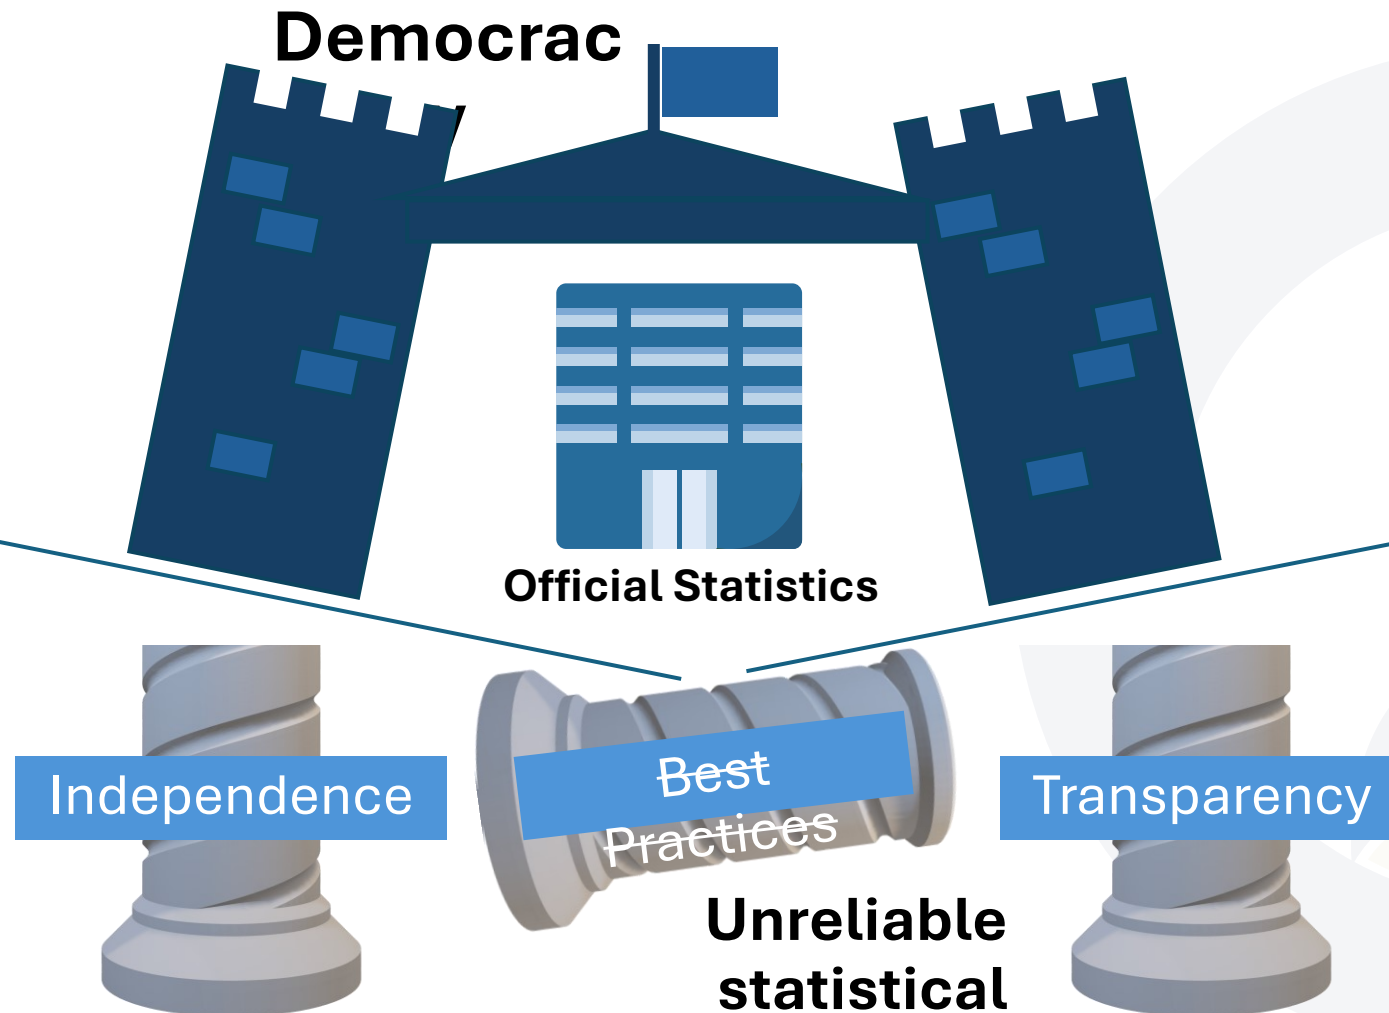 Democrac
y
Official Statistics
Independence
Best
Practices
Transparency
Unreliable
statistical